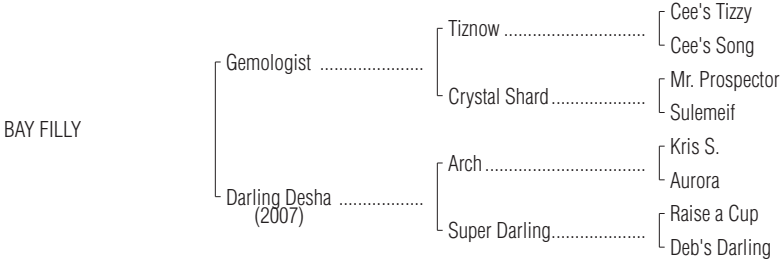 Cee's Tizzy
Tiznow ..............................
Cee's Song
Gemologist ......................
Mr. Prospector
Crystal Shard....................
Sulemeif
BAY FILLY
Kris S.
Arch..................................
Aurora
Darling Desha ..................
(2007)
Raise a Cup
Super Darling....................
Deb's Darling